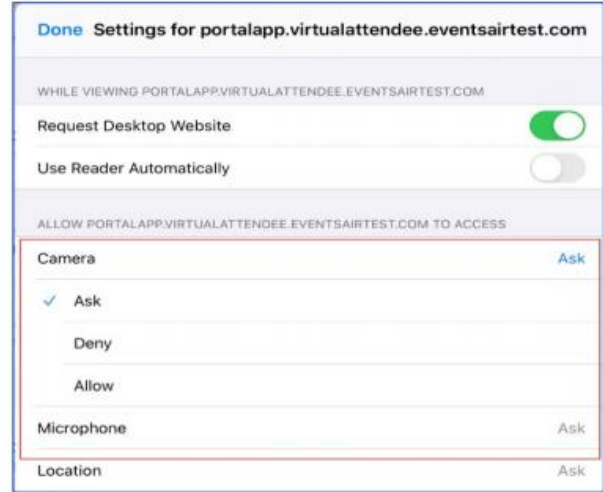 Done Settings for portalapp.virtualattendee.eventsairtest.com
WHILE VIEWING PORTALAPP.VIRTUALATTENDEE.EVENTSAIRTEST.COM
Request Desktop Website
Use Reader Automatically
ALLOW PORTALAPP.VIRTUALATTENDEE.EVENTSAIRTEST.COM TO ACCESS
Camera Ask
✓ Ask
Deny
Allow
Microphone Ask
Location Ask